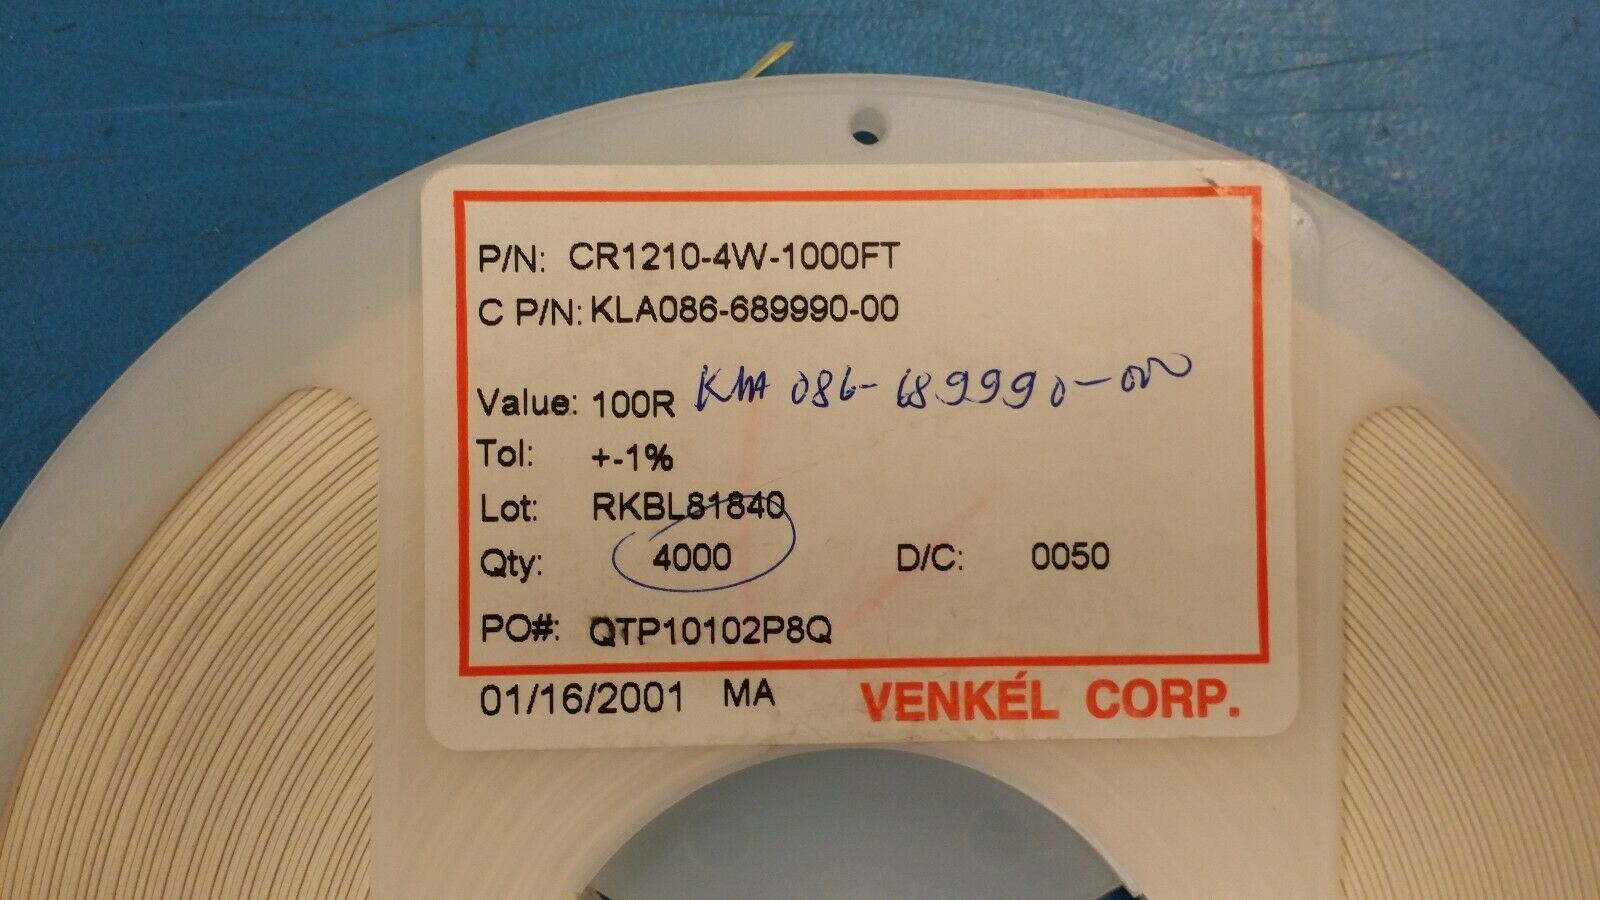 P/N: CR1210-4W-1000FT
C P/N: KLA086-689990-00
Value: 100R KLA 086-689990-000
Tol: +-1%
Lot: RKBL81840
Qty: 4000 D/C: 0050
PO#: QTP10102P8Q
01/16/2001 MA VENKÉL CORP.